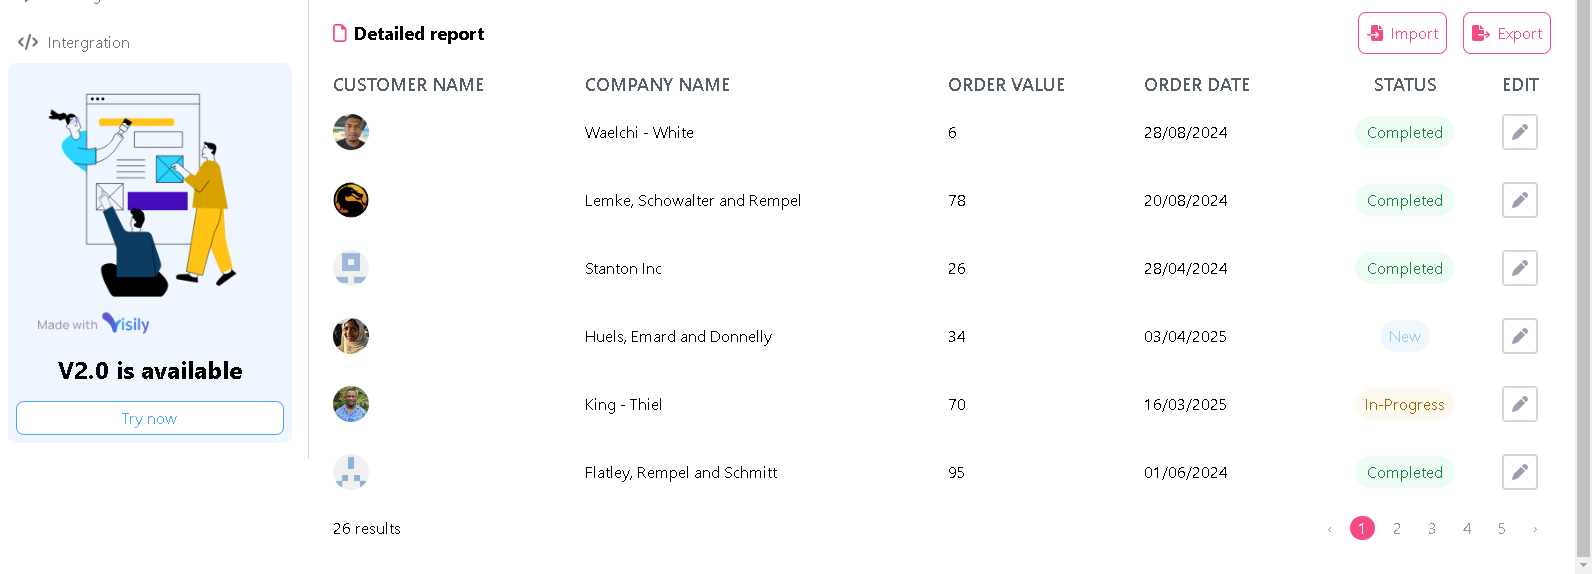 Intergration
Made with Visily
V2.0 is available
Try now
Detailed report
Import
Export
CUSTOMER NAME COMPANY NAME ORDER VALUE ORDER DATE STATUS EDIT
Waelchi - White 6 28/08/2024 Completed
Lemke, Schowalter and Rempel 78 20/08/2024 Completed
Stanton Inc 26 28/04/2024 Completed
Huels, Emard and Donnelly 34 03/04/2025 New
King - Thiel 70 16/03/2025 In-Progress
Flatley, Rempel and Schmitt 95 01/06/2024 Completed
26 results ‹ 1 2 3 4 5 ›